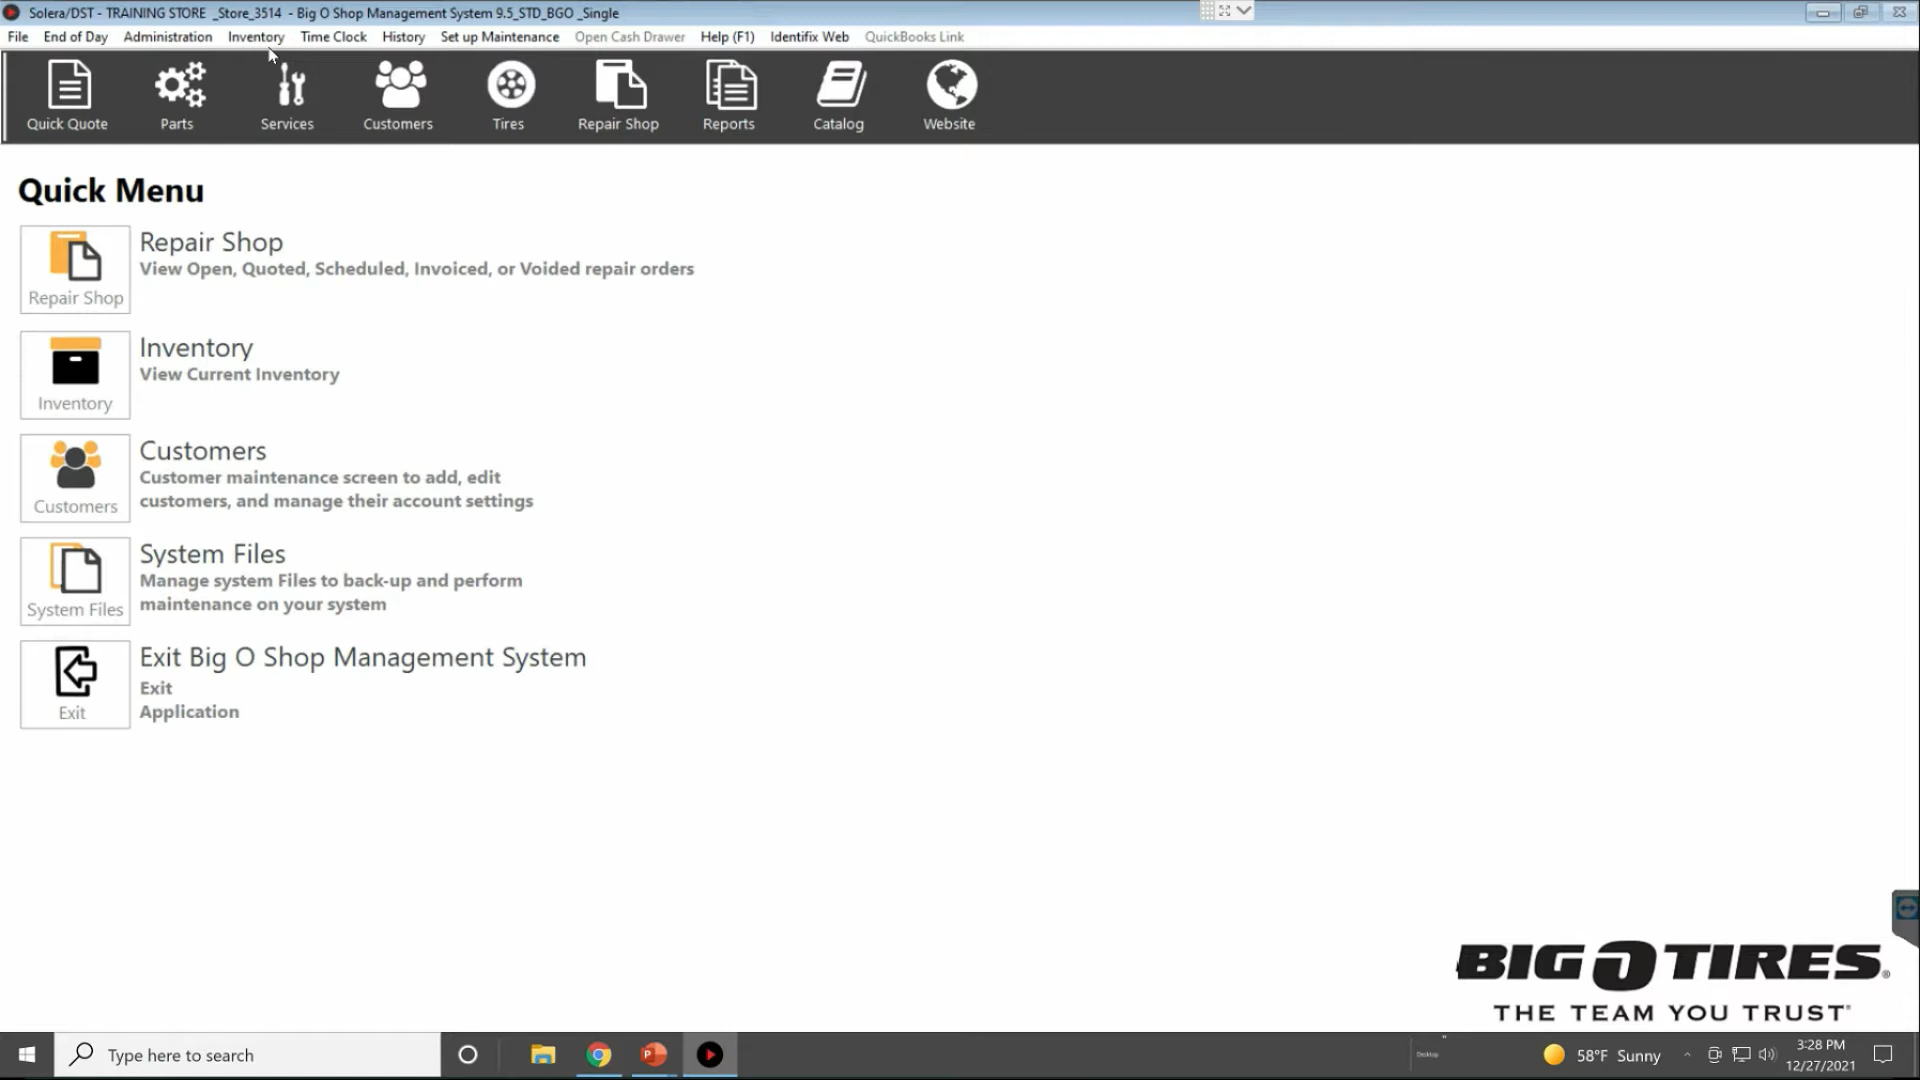 Solera/DST - TRAINING STORE _Store_3514 - Big O Shop Management System 9.5_STD_BGO _Single
File End of Day Administration Inventory Time Clock History Set up Maintenance Open Cash Drawer Help (F1) Identifix Web QuickBooks Link
Quick Quote Parts Services Customers Tires Repair Shop Reports Catalog Website
Quick Menu
Repair Shop
View Open, Quoted, Scheduled, Invoiced, or Voided repair orders
Repair Shop
Inventory
View Current Inventory
Inventory
Customers
Customer maintenance screen to add, edit
customers, and manage their account settings
Customers
System Files
Manage system Files to back-up and perform
maintenance on your system
System Files
Exit Big O Shop Management System
Exit
Application
Exit
BIG O TIRES®
THE TEAM YOU TRUST"
Type here to search
Desktop
58°F Sunny
3:28 PM
12/27/2021